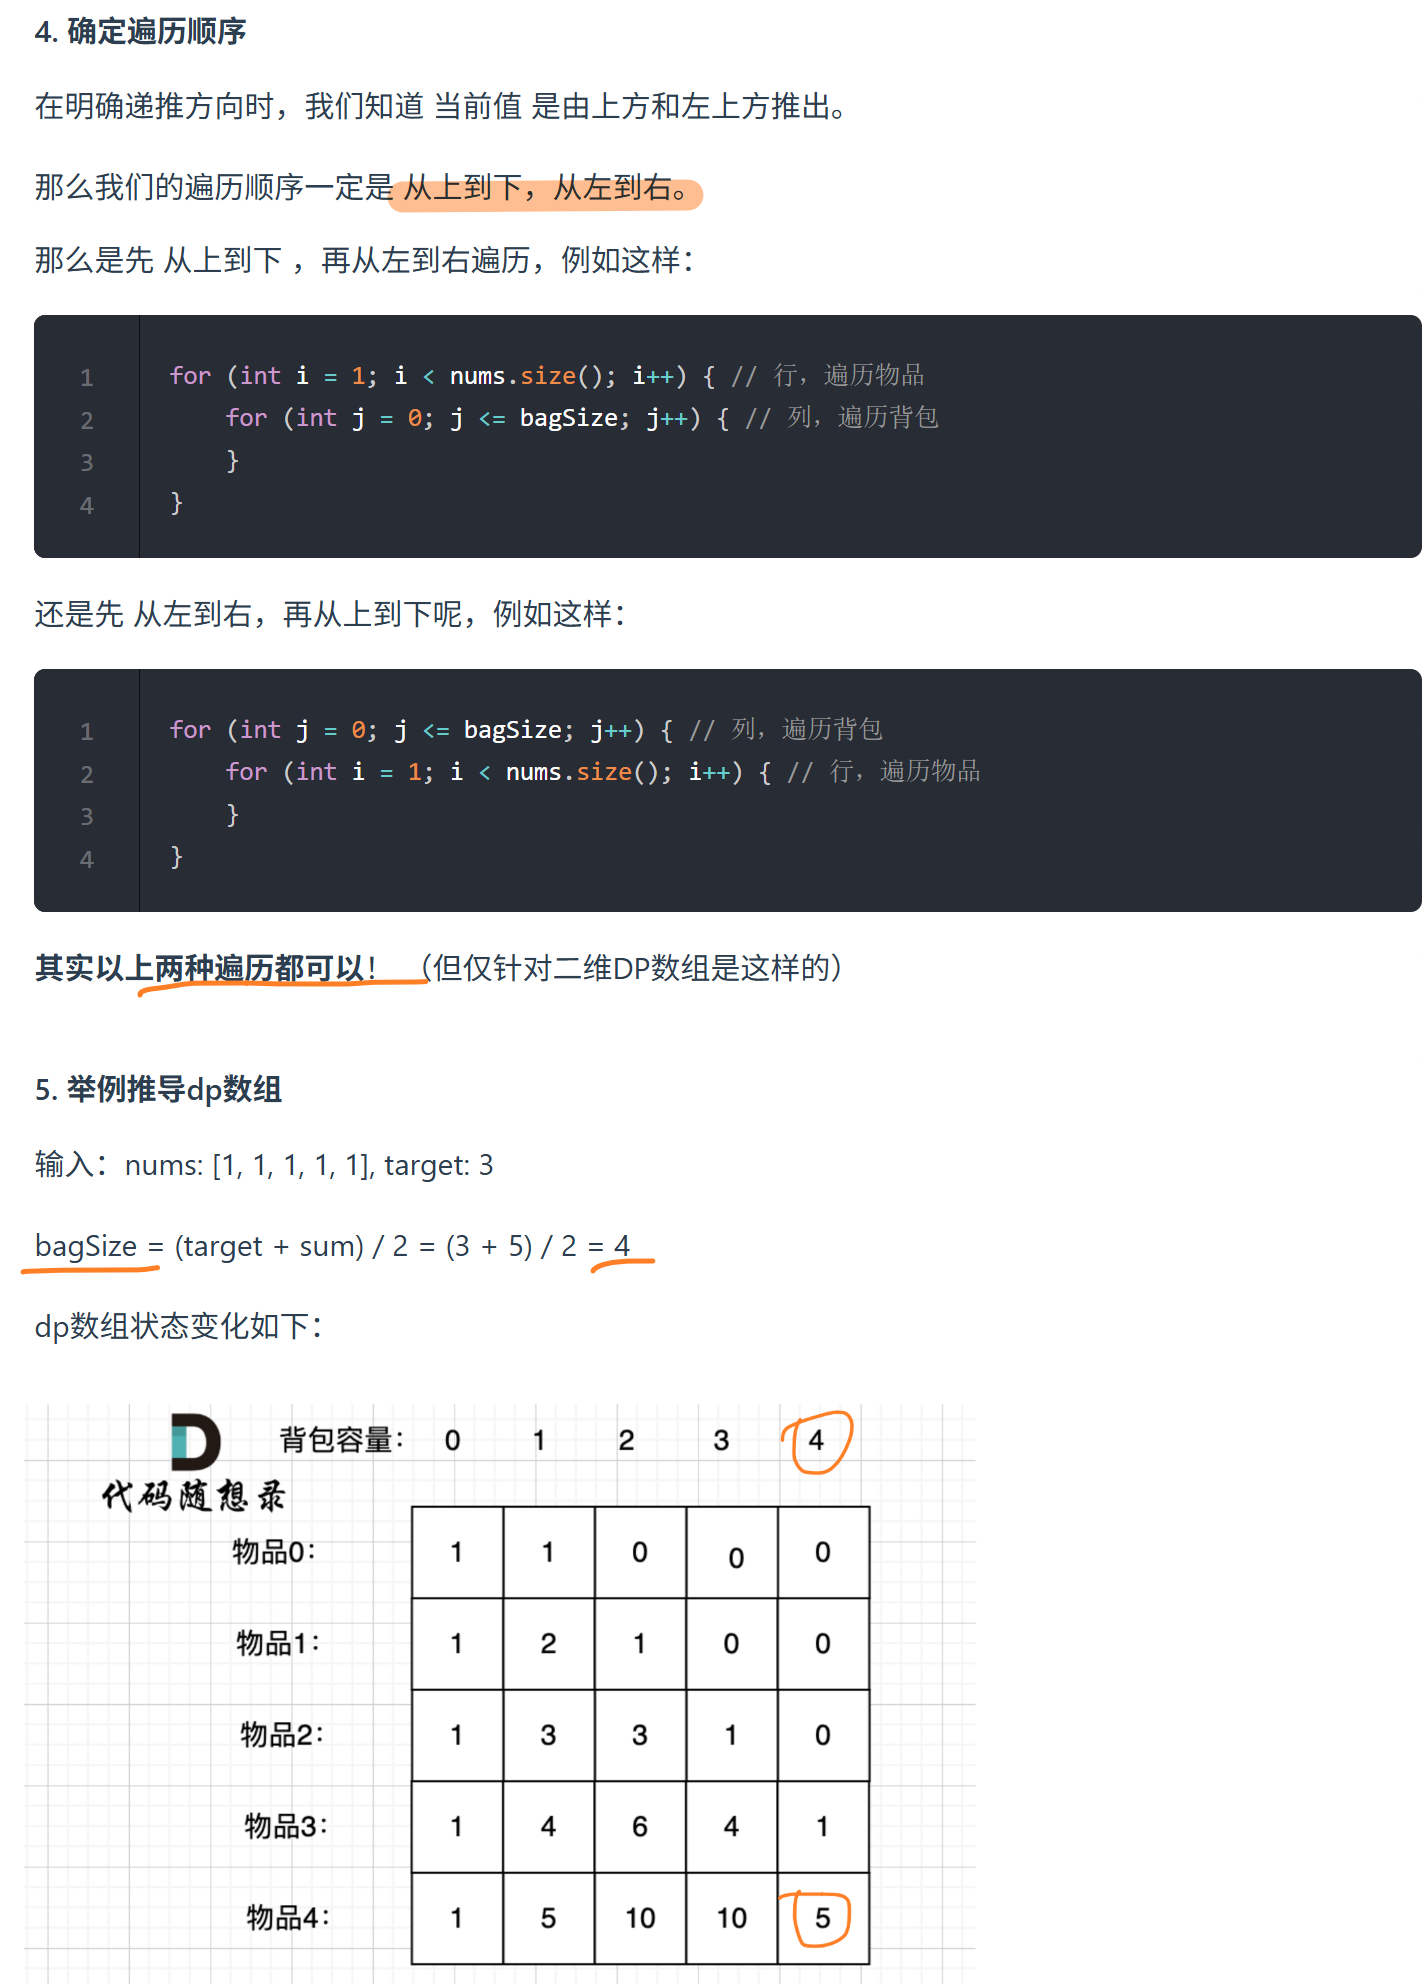 4. 确定遍历顺序
在明确递推方向时，我们知道 当前值 是由上方和左上方推出。
那么我们的遍历顺序一定是 从上到下，从左到右。
那么是先 从上到下 ，再从左到右遍历，例如这样：
1 for (int i = 1; i < nums.size(); i++) { // 行，遍历物品
2     for (int j = 0; j <= bagSize; j++) { // 列，遍历背包
3     }
4 }
还是先 从左到右，再从上到下呢，例如这样：
1 for (int j = 0; j <= bagSize; j++) { // 列，遍历背包
2     for (int i = 1; i < nums.size(); i++) { // 行，遍历物品
3     }
4 }
其实以上两种遍历都可以！ （但仅针对二维DP数组是这样的）
5. 举例推导dp数组
输入：nums: [1, 1, 1, 1, 1], target: 3
bagSize = (target + sum) / 2 = (3 + 5) / 2 = 4
dp数组状态变化如下：
背包容量： 0 1 2 3 4
代码随想录
物品0： 1 1 0 0 0
物品1： 1 2 1 0 0
物品2： 1 3 3 1 0
物品3： 1 4 6 4 1
物品4： 1 5 10 10 5